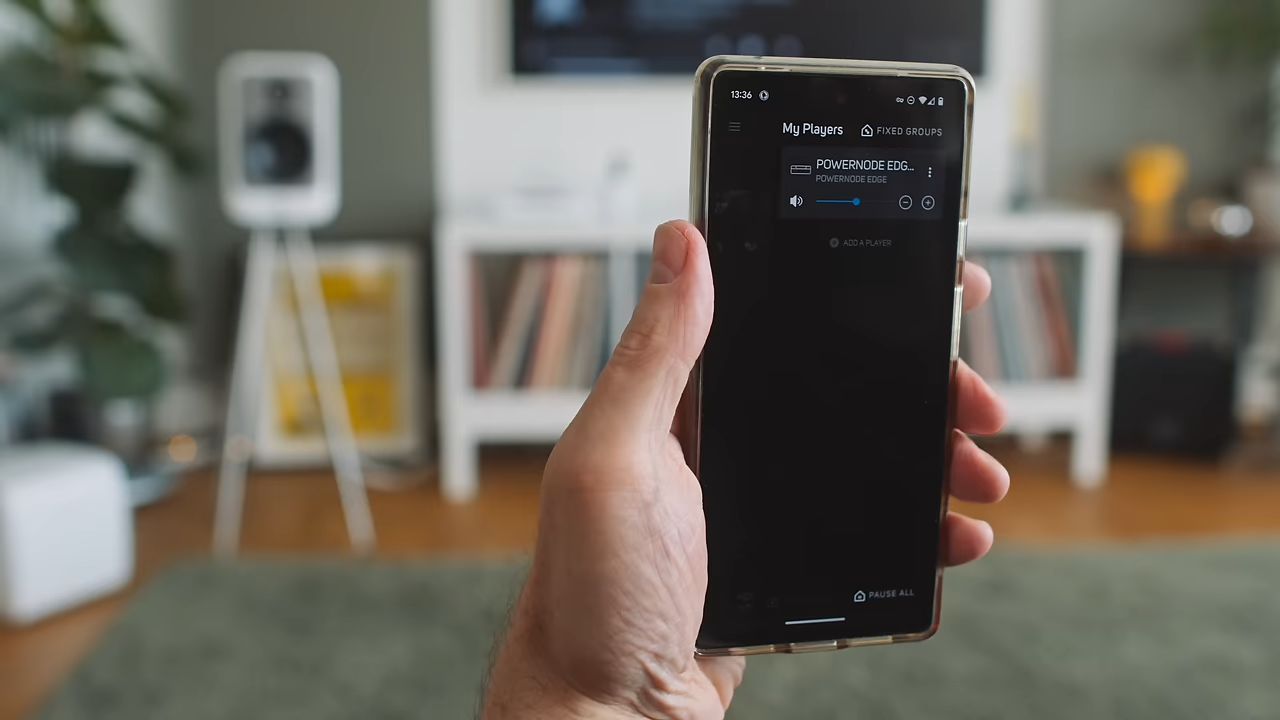 13:36
My Players FIXED GROUPS
POWERNODE EDG...
POWERNODE EDGE
ADD A PLAYER
PAUSE ALL